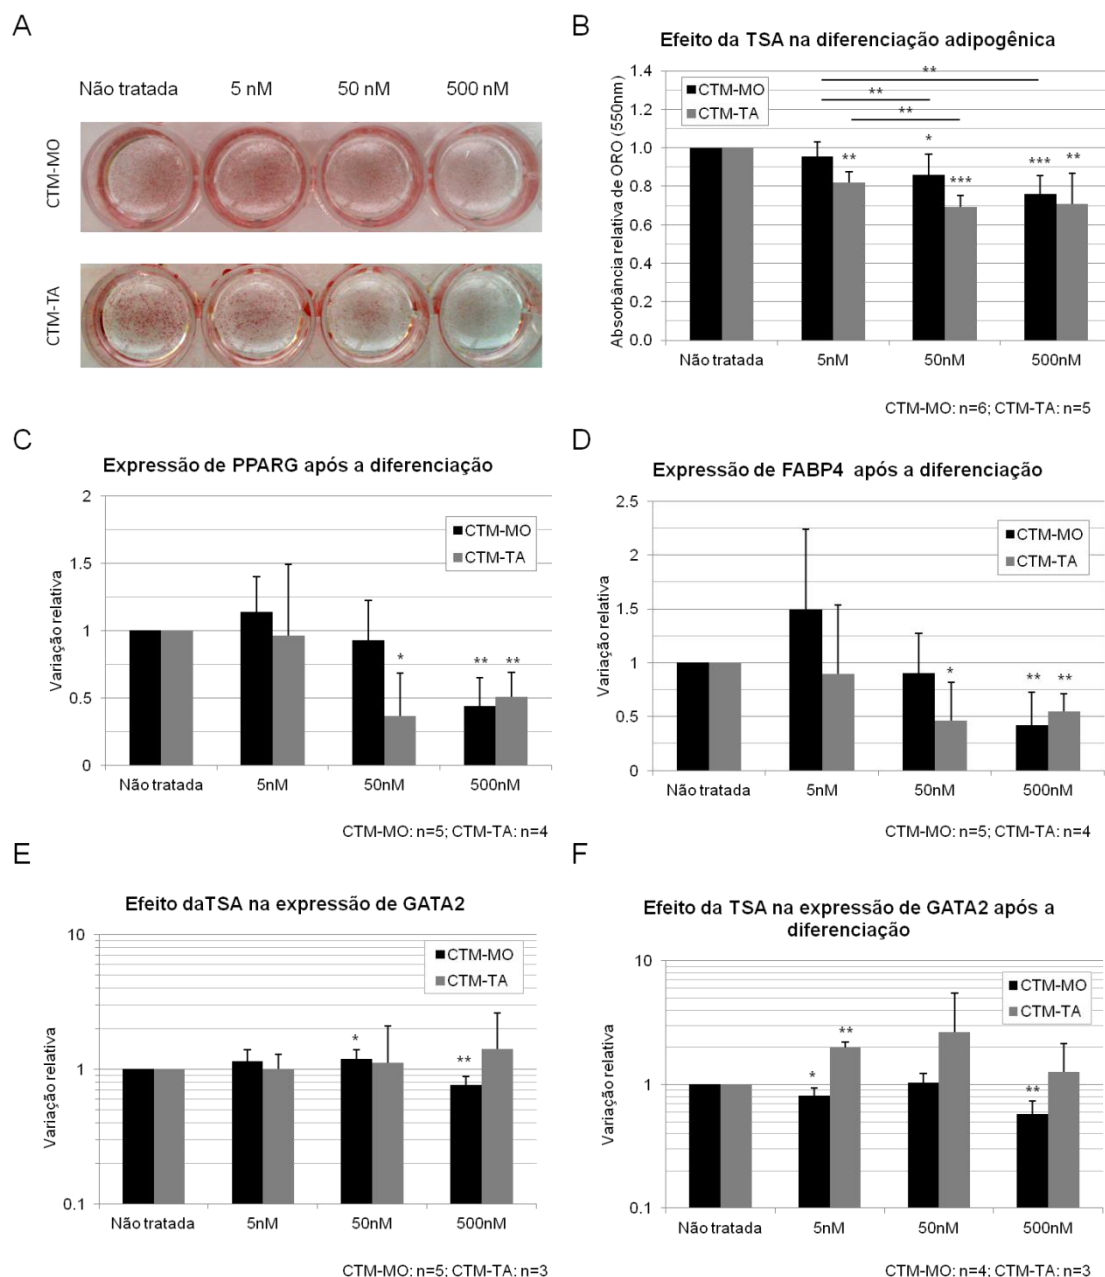 A
Não tratada 5 nM 50 nM 500 nM
CTM-MO
CTM-TA
B
Efeito da TSA na diferenciação adipogênica
Absorbância relativa de ORO (550nm)
1.4
1.2
1.0
0.8
0.6
0.4
0.2
0.0
CTM-MO
CTM-TA
**
**
**
** * *** *** **
Não tratada 5nM 50nM 500nM
CTM-MO: n=6; CTM-TA: n=5
C
Expressão de PPARG após a diferenciação
Variação relativa
2
1.5
1
0.5
0
CTM-MO
CTM-TA
* ** **
Não tratada 5nM 50nM 500nM
CTM-MO: n=5; CTM-TA: n=4
D
Expressão de FABP4 após a diferenciação
Variação relativa
2.5
2
1.5
1
0.5
0
CTM-MO
CTM-TA
* ** **
Não tratada 5nM 50nM 500nM
CTM-MO: n=5; CTM-TA: n=4
E
Efeito daTSA na expressão de GATA2
Variação relativa
10
1
0.1
CTM-MO
CTM-TA
* **
Não tratada 5nM 50nM 500nM
CTM-MO: n=5; CTM-TA: n=3
F
Efeito da TSA na expressão de GATA2 após a
diferenciação
Variação relativa
10
1
0.1
CTM-MO
CTM-TA
* ** **
Não tratada 5nM 50nM 500nM
CTM-MO: n=4; CTM-TA: n=3